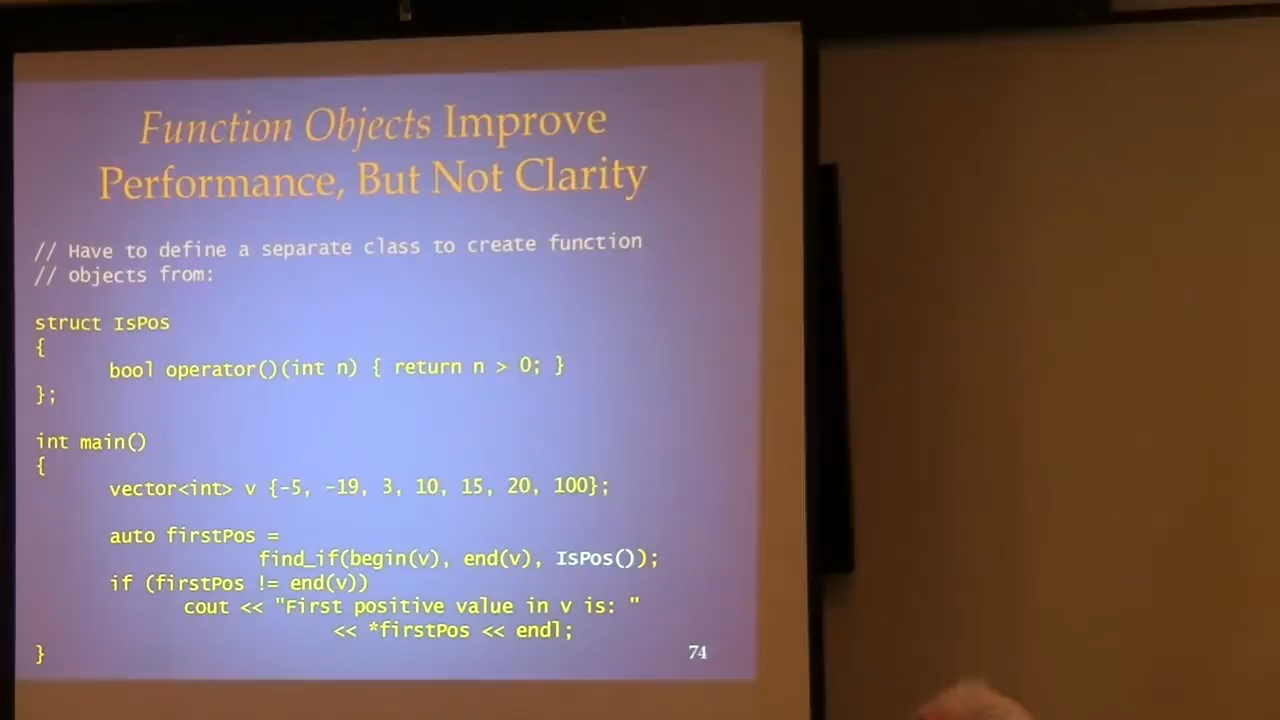 Function Objects Improve
Performance, But Not Clarity
// Have to define a separate class to create function
// objects from:
struct IsPos
{
bool operator()(int n) { return n > 0; }
};
int main()
{
vector<int> v {-5, -19, 3, 10, 15, 20, 100};
auto firstPos =
find_if(begin(v), end(v), IsPos());
if (firstPos != end(v))
cout << "First positive value in v is: "
<< *firstPos << endl;
}
74